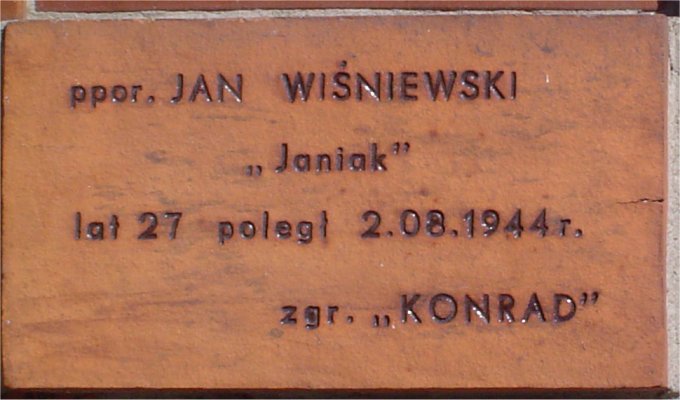 ppor. JAN WIŚNIEWSKI
„Janiak”
lat 27 poległ 2.08.1944 r.
zgr. „KONRAD”